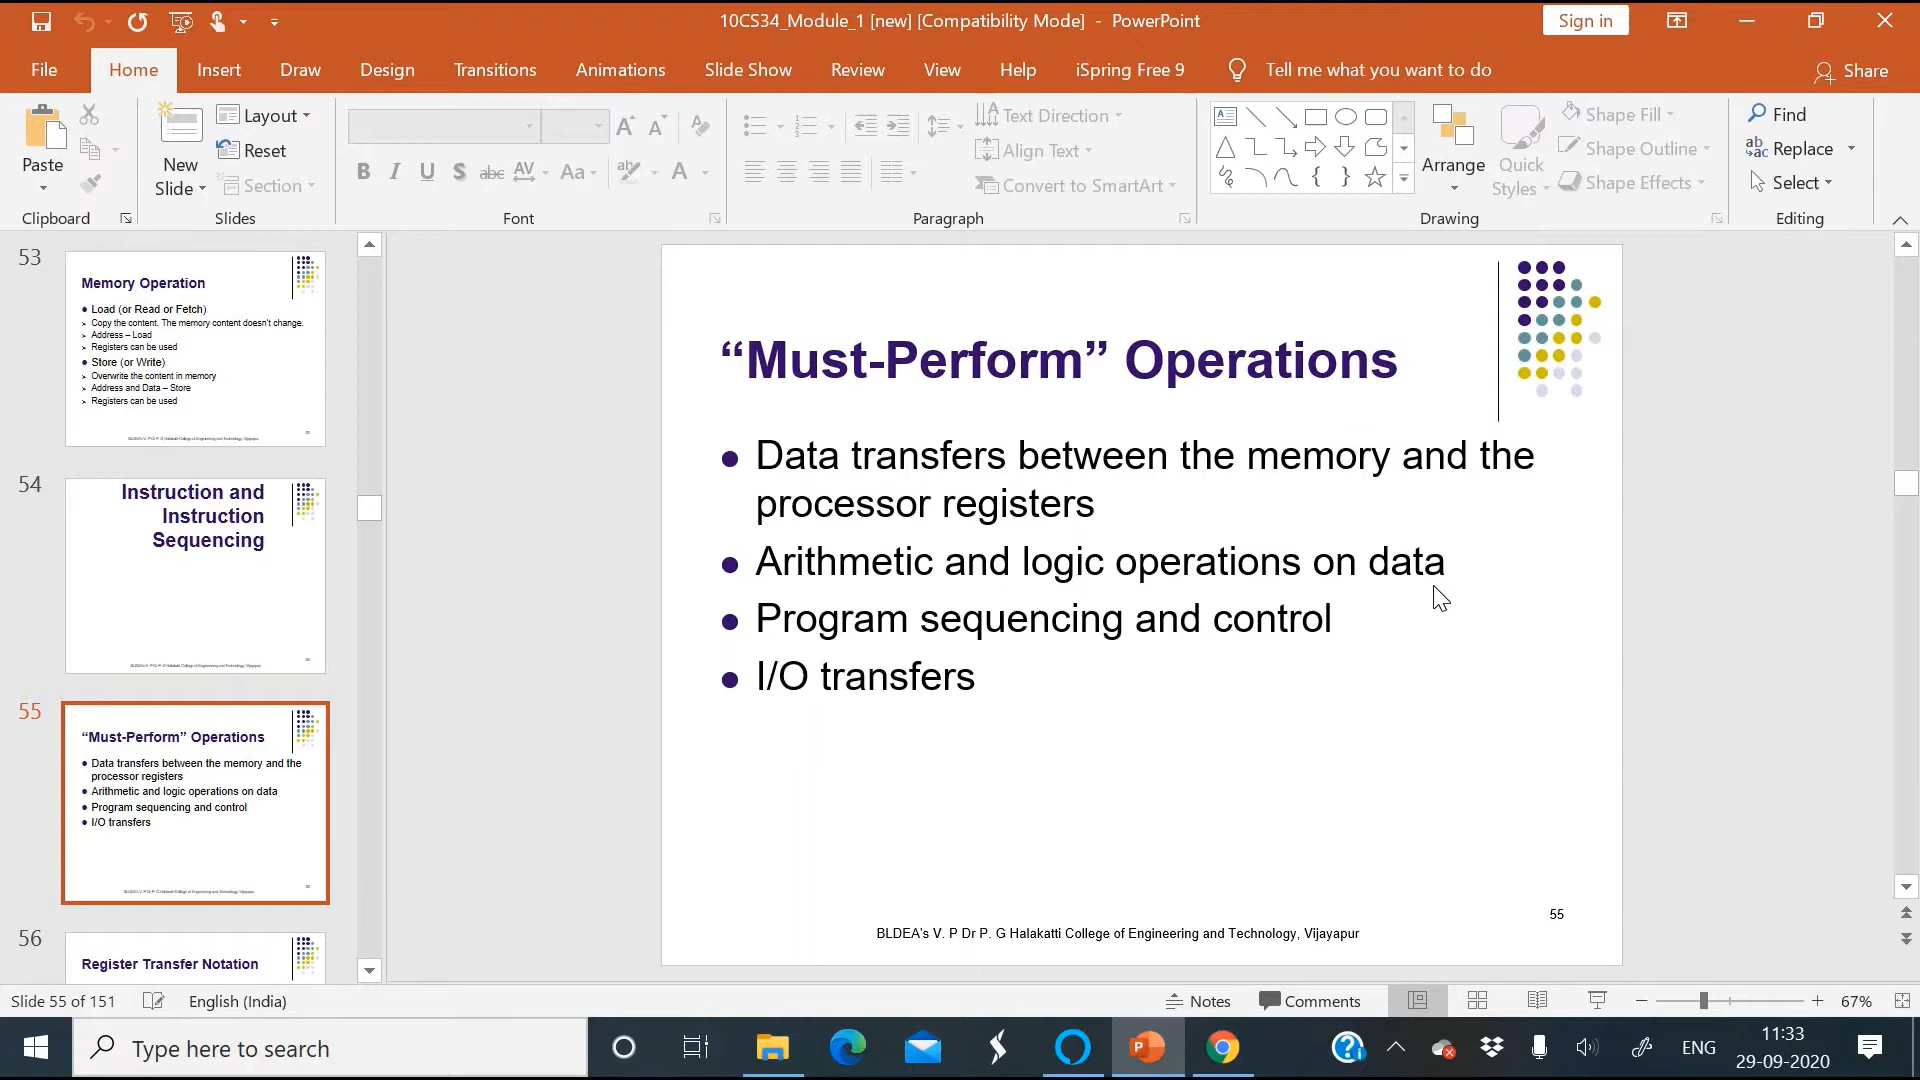 10CS34_Module_1 [new] [Compatibility Mode] - PowerPoint
Sign in
File Home Insert Draw Design Transitions Animations Slide Show Review View Help iSpring Free 9 Tell me what you want to do Share
Paste
Clipboard
New Slide
Layout
Reset
Section
Slides
B I U S abc AV Aa A
Font
Text Direction
Align Text
Convert to SmartArt
Paragraph
Arrange
Quick Styles
Shape Fill
Shape Outline
Shape Effects
Drawing
Find
Replace
Select
Editing
53
Memory Operation
Load (or Read or Fetch)
Copy the content. The memory content doesn't change.
Address – Load
Registers can be used
Store (or Write)
Overwrite the content in memory
Address and Data – Store
Registers can be used
54
Instruction and
Instruction
Sequencing
55
“Must-Perform” Operations
Data transfers between the memory and the
processor registers
Arithmetic and logic operations on data
Program sequencing and control
I/O transfers
56
Register Transfer Notation
“Must-Perform” Operations
Data transfers between the memory and the
processor registers
Arithmetic and logic operations on data
Program sequencing and control
I/O transfers
55
BLDEA's V. P Dr P. G Halakatti College of Engineering and Technology, Vijayapur
Slide 55 of 151 English (India) Notes Comments 67%
Type here to search
ENG
11:33
29-09-2020